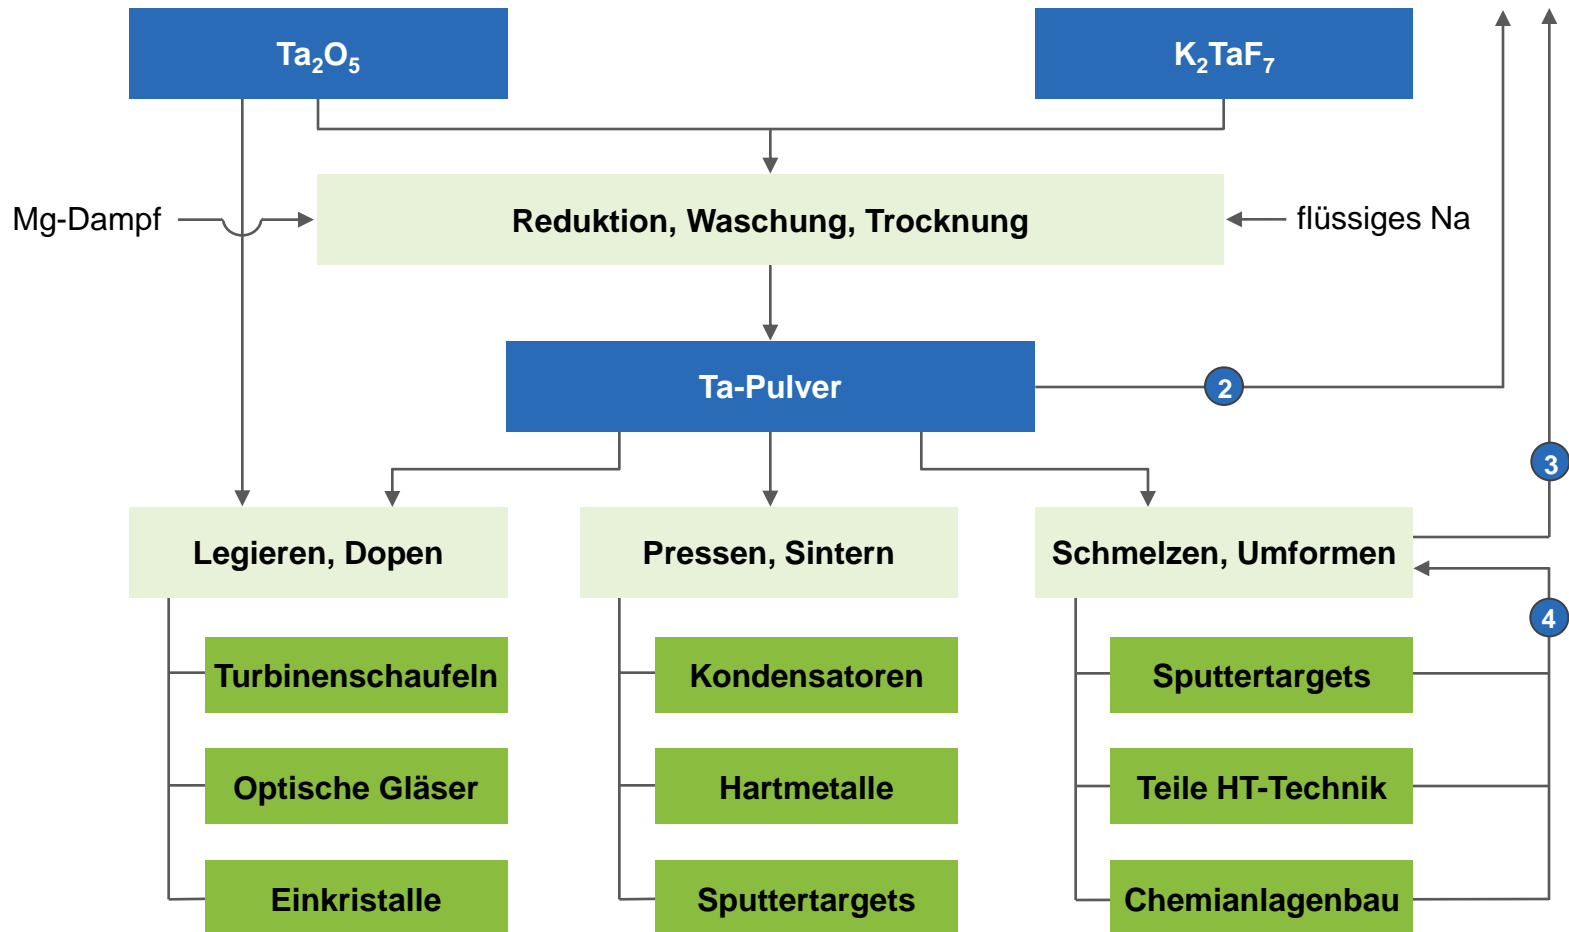 Ta₂O₅
K₂TaF₇
Mg-Dampf
Reduktion, Waschung, Trocknung
flüssiges Na
Ta-Pulver
2
3
Legieren, Dopen
Pressen, Sintern
Schmelzen, Umformen
4
Turbinenschaufeln
Kondensatoren
Sputtertargets
Optische Gläser
Hartmetalle
Teile HT-Technik
Einkristalle
Sputtertargets
Chemianlagenbau